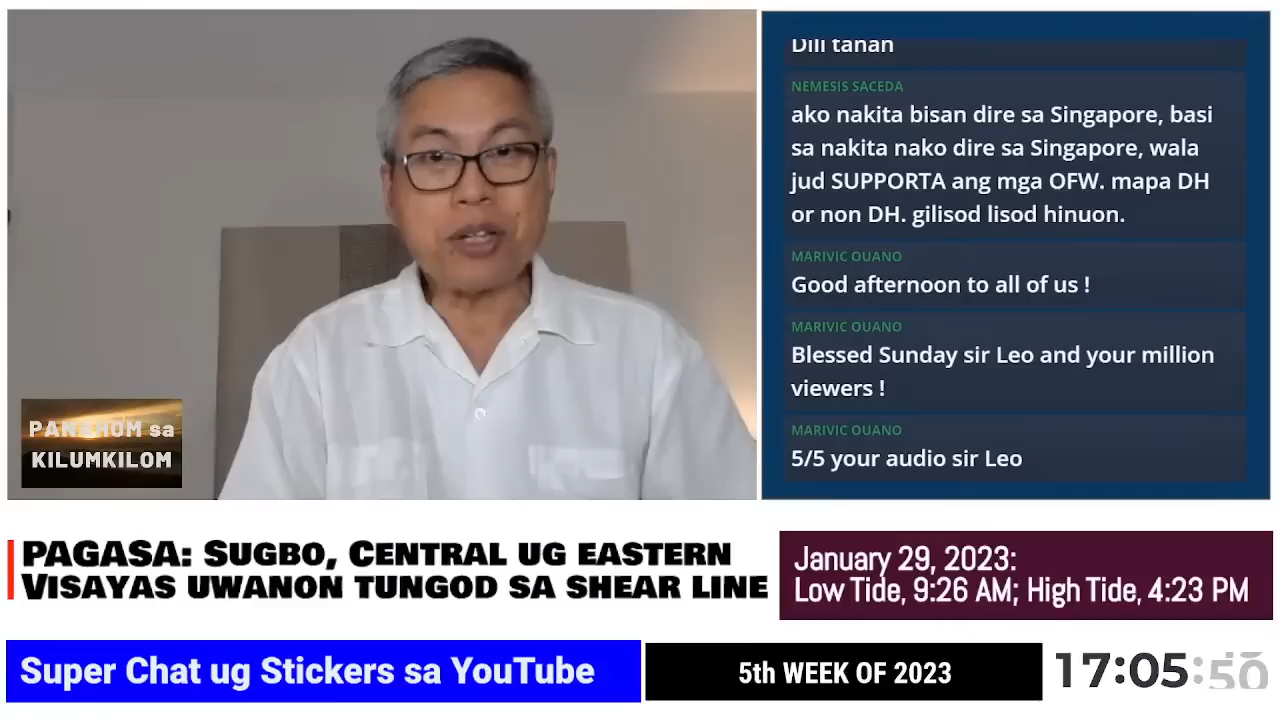 Dili tanan
NEMESIS SACEDA
ako nakita bisan dire sa Singapore, basi
sa nakita nako dire sa Singapore, wala
jud SUPPORTA ang mga OFW. mapa DH
or non DH. gilisod lisod hinuon.
MARIVIC OUANO
Good afternoon to all of us !
MARIVIC OUANO
Blessed Sunday sir Leo and your million
viewers !
MARIVIC OUANO
5/5 your audio sir Leo
PANAHOM sa
KILUMKILOM
PAGASA: SUGBO, CENTRAL UG EASTERN
VISAYAS UWANON TUNGOD SA SHEAR LINE
January 29, 2023:
Low Tide, 9:26 AM; High Tide, 4:23 PM
Super Chat ug Stickers sa YouTube
5th WEEK OF 2023
17:05:50